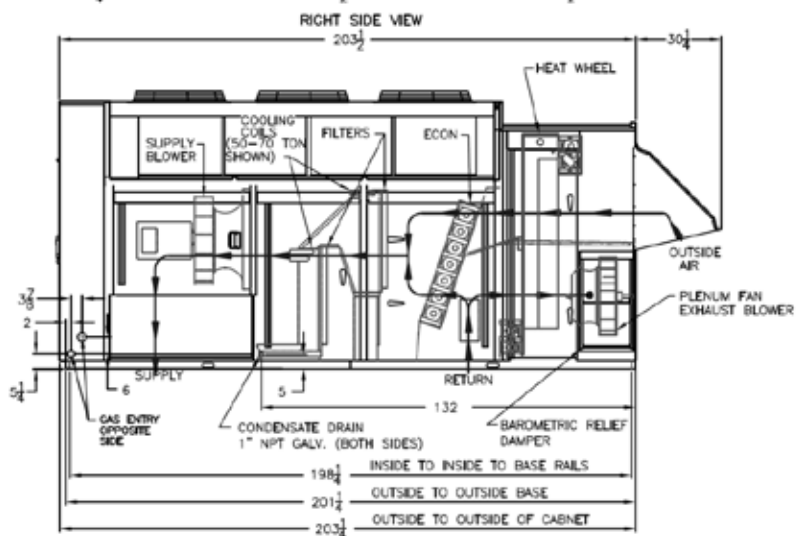 RIGHT SIDE VIEW
203 1/2
30 1/4
HEAT WHEEL
COOLING
COILS
(50-70 TON
SHOWN)
FILTERS
ECON
SUPPLY
BLOWER
OUTSIDE
AIR
PLENUM FAN
EXHAUST BLOWER
3 7/8
2
5 1/4
SUPPLY
6
5
RETURN
132
GAS ENTRY
OPPOSITE
SIDE
CONDENSATE DRAIN
1" NPT GALV. (BOTH SIDES)
BAROMETRIC RELIEF
DAMPER
198 1/4
INSIDE TO INSIDE TO BASE RAILS
201 1/4
OUTSIDE TO OUTSIDE BASE
203 1/4
OUTSIDE TO OUTSIDE OF CABNET